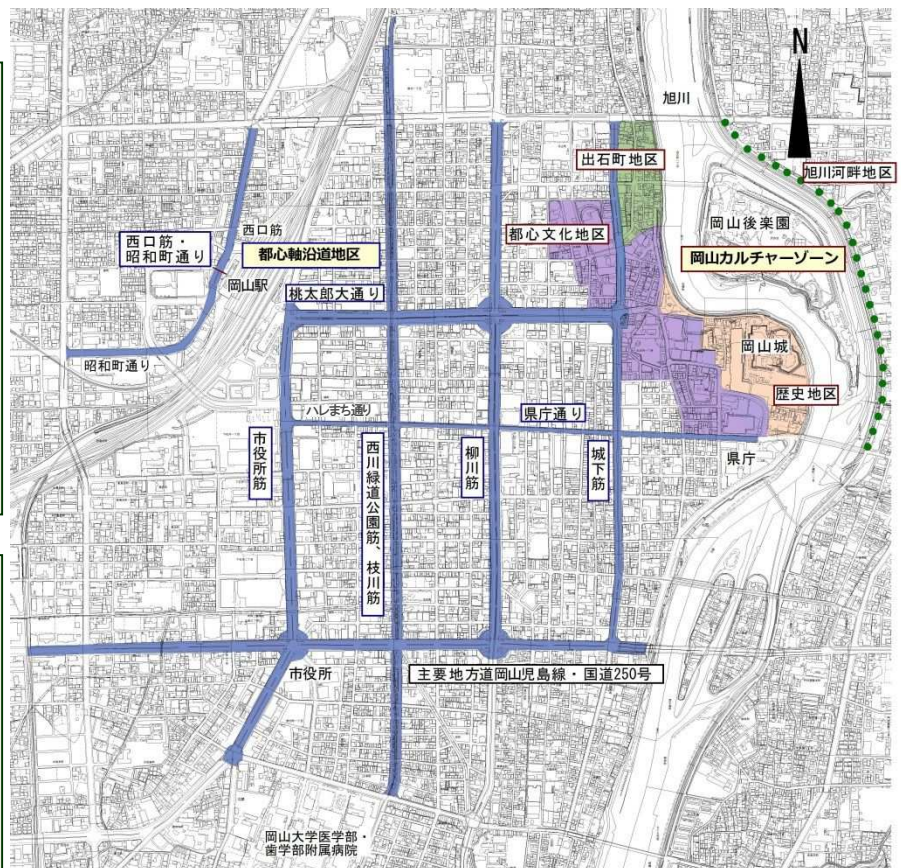 N
旭川
出石町地区
旭川河畔地区
岡山後楽園
西口筋
都心文化地区
西口筋・
昭和町通り
都心軸沿道地区
岡山カルチャーゾーン
岡山駅
桃太郎大通り
岡山城
昭和町通り
歴史地区
ハレまち通り
県庁通り
市役所筋
西川緑道公園筋、枝川筋
柳川筋
城下筋
県庁
市役所
主要地方道岡山児島線・国道250号
岡山大学医学部・
歯学部附属病院